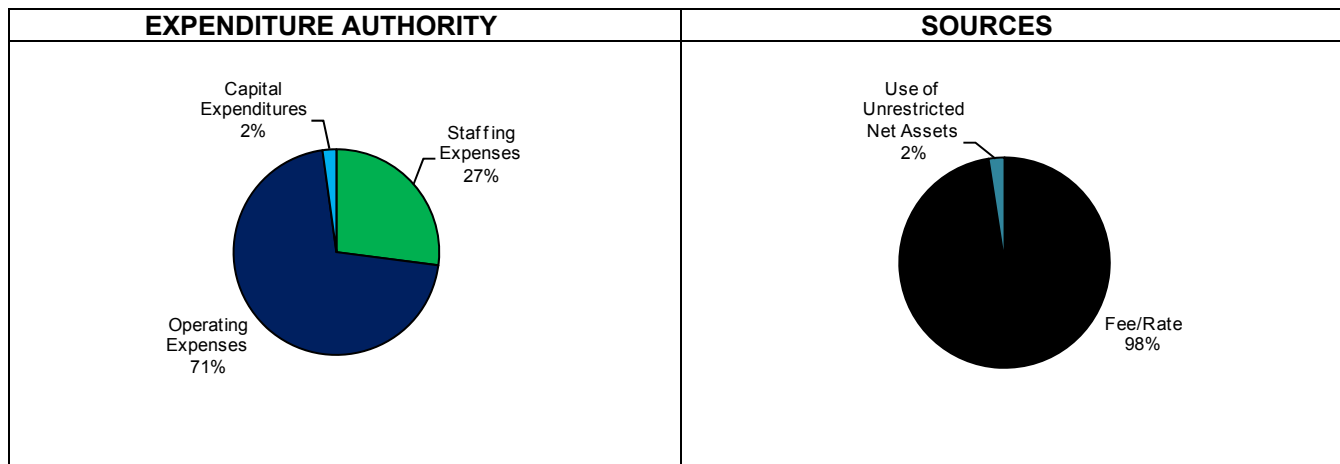 EXPENDITURE AUTHORITY
SOURCES
Capital
Expenditures
2%
Staffing
Expenses
27%
Operating
Expenses
71%
Use of
Unrestricted
Net Assets
2%
Fee/Rate
98%